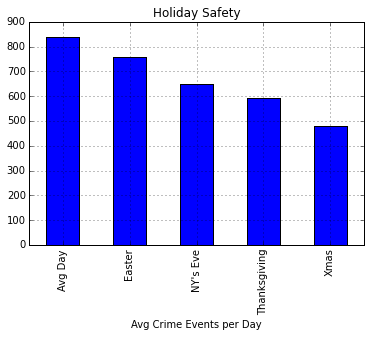 Holiday Safety
900
800
700
600
500
400
300
200
100
0
Avg Day
Easter
NY's Eve
Thanksgiving
Xmas
Avg Crime Events per Day